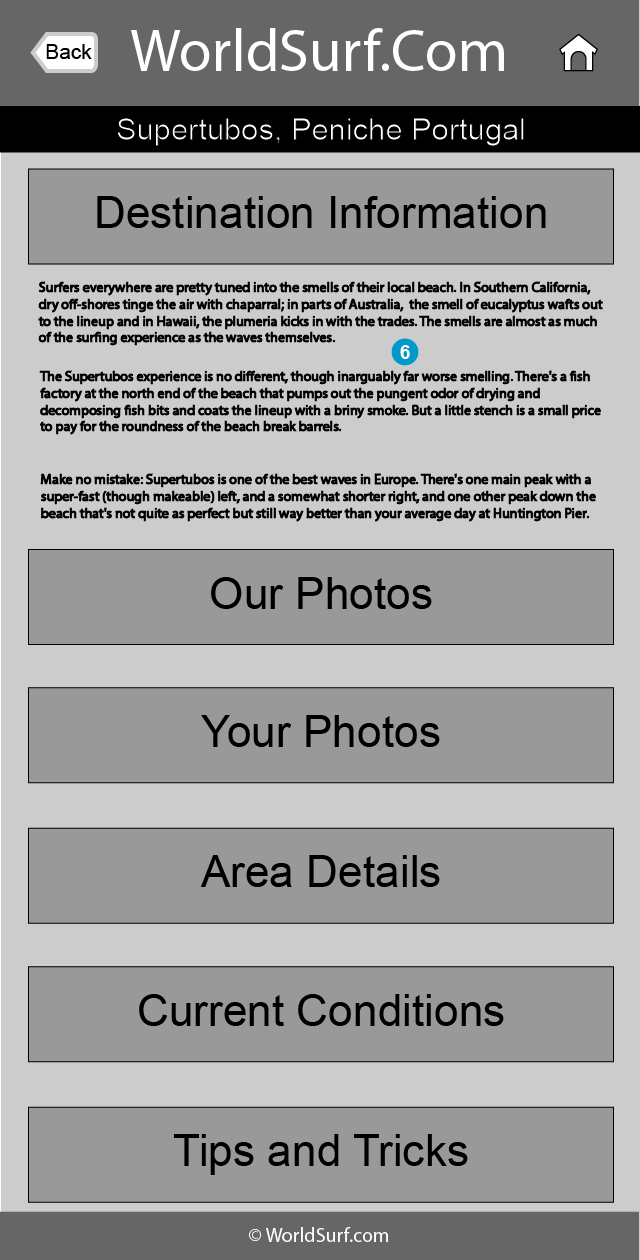 Back
WorldSurf.Com
Supertubos, Peniche Portugal
Destination Information
Surfers everywhere are pretty tuned into the smells of their local beach. In Southern California,
dry off-shores tinge the air with chaparral; in parts of Australia,  the smell of eucalyptus wafts out
to the lineup and in Hawaii, the plumeria kicks in with the trades. The smells are almost as much
of the surfing experience as the waves themselves.
6
The Supertubos experience is no different, though inarguably far worse smelling. There's a fish
factory at the north end of the beach that pumps out the pungent odor of drying and
decomposing fish bits and coats the lineup with a briny smoke. But a little stench is a small price
to pay for the roundness of the beach break barrels.
Make no mistake: Supertubos is one of the best waves in Europe. There's one main peak with a
super-fast (though makeable) left, and a somewhat shorter right, and one other peak down the
beach that's not quite as perfect but still way better than your average day at Huntington Pier.
Our Photos
Your Photos
Area Details
Current Conditions
Tips and Tricks
© WorldSurf.com